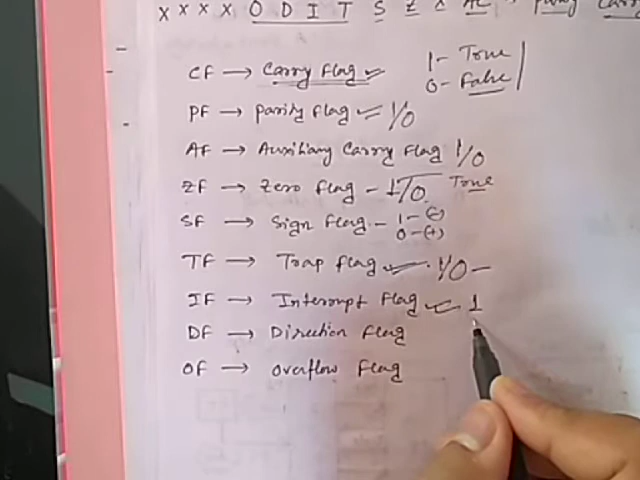 X X X X O D I T S Z X AC
CF → Carry Flag 1- True
0- False
PF → Parity flag 1/0
AF → Auxiliary Carry Flag 1/0
ZF → Zero flag - 1/0. True
SF → Sign Flag - 1-(-)
0-(+)
TF → Trap flag 1/0 -
IF → Interrupt Flag 1
DF → Direction Flag
OF → Overflow Flag